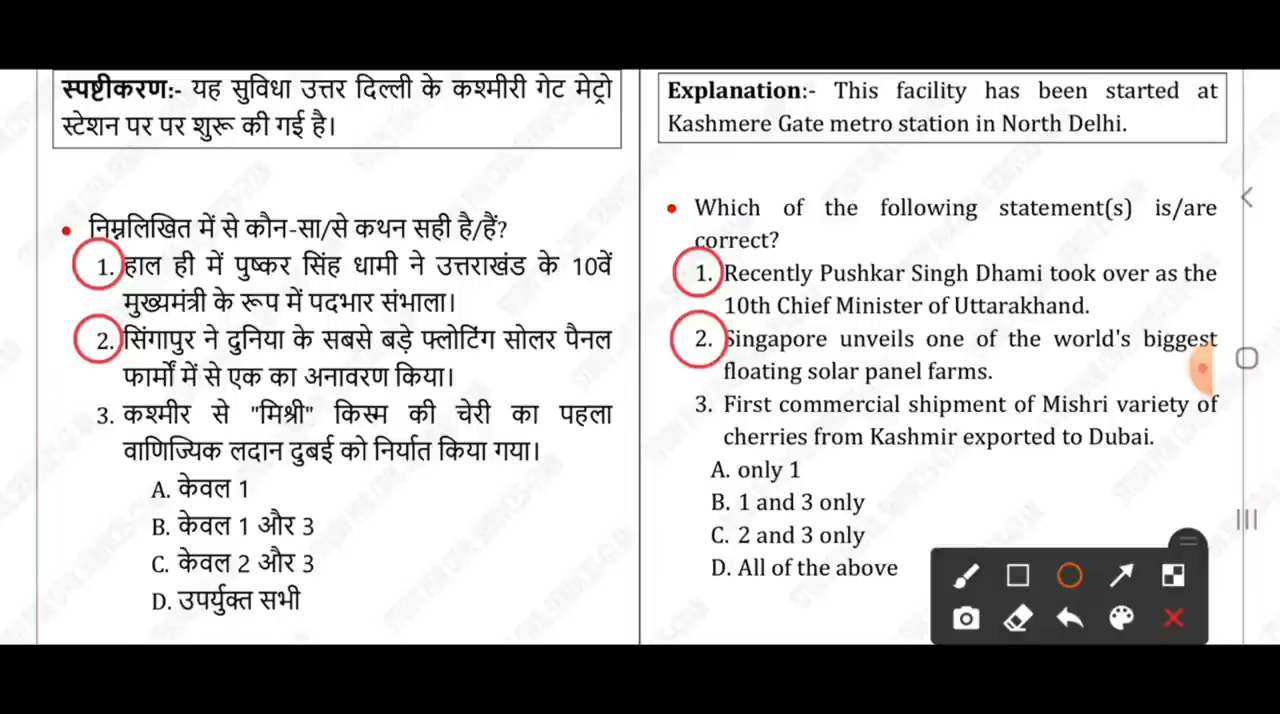 स्पष्टीकरण:- यह सुविधा उत्तर दिल्ली के कश्मीरी गेट मेट्रो
स्टेशन पर पर शुरू की गई है।
निम्नलिखित में से कौन-सा/से कथन सही है/हैं?
1. हाल ही में पुष्कर सिंह धामी ने उत्तराखंड के 10वें
मुख्यमंत्री के रूप में पदभार संभाला।
2. सिंगापुर ने दुनिया के सबसे बड़े फ्लोटिंग सोलर पैनल
फार्मों में से एक का अनावरण किया।
3. कश्मीर से "मिश्री" किस्म की चेरी का पहला
वाणिज्यिक लदान दुबई को निर्यात किया गया।
A. केवल 1
B. केवल 1 और 3
C. केवल 2 और 3
D. उपर्युक्त सभी
Explanation:- This facility has been started at
Kashmere Gate metro station in North Delhi.
Which of the following statement(s) is/are
correct?
1. Recently Pushkar Singh Dhami took over as the
10th Chief Minister of Uttarakhand.
2. Singapore unveils one of the world's biggest
floating solar panel farms.
3. First commercial shipment of Mishri variety of
cherries from Kashmir exported to Dubai.
A. only 1
B. 1 and 3 only
C. 2 and 3 only
D. All of the above